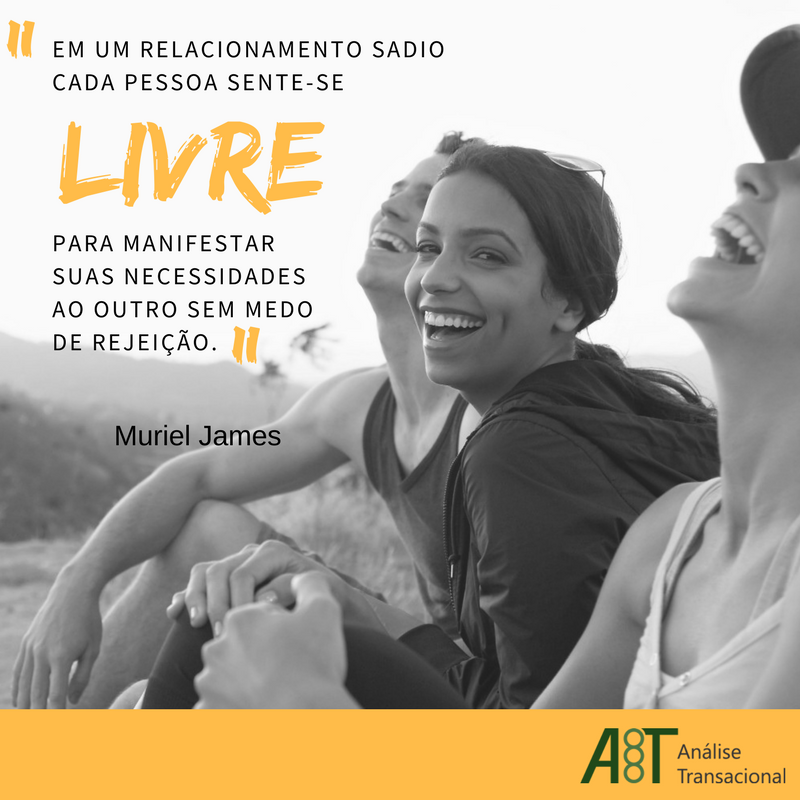 "EM UM RELACIONAMENTO SADIO
CADA PESSOA SENTE-SE
LIVRE
PARA MANIFESTAR
SUAS NECESSIDADES
AO OUTRO SEM MEDO
DE REJEIÇÃO."
Muriel James
A8T Análise
Transacional